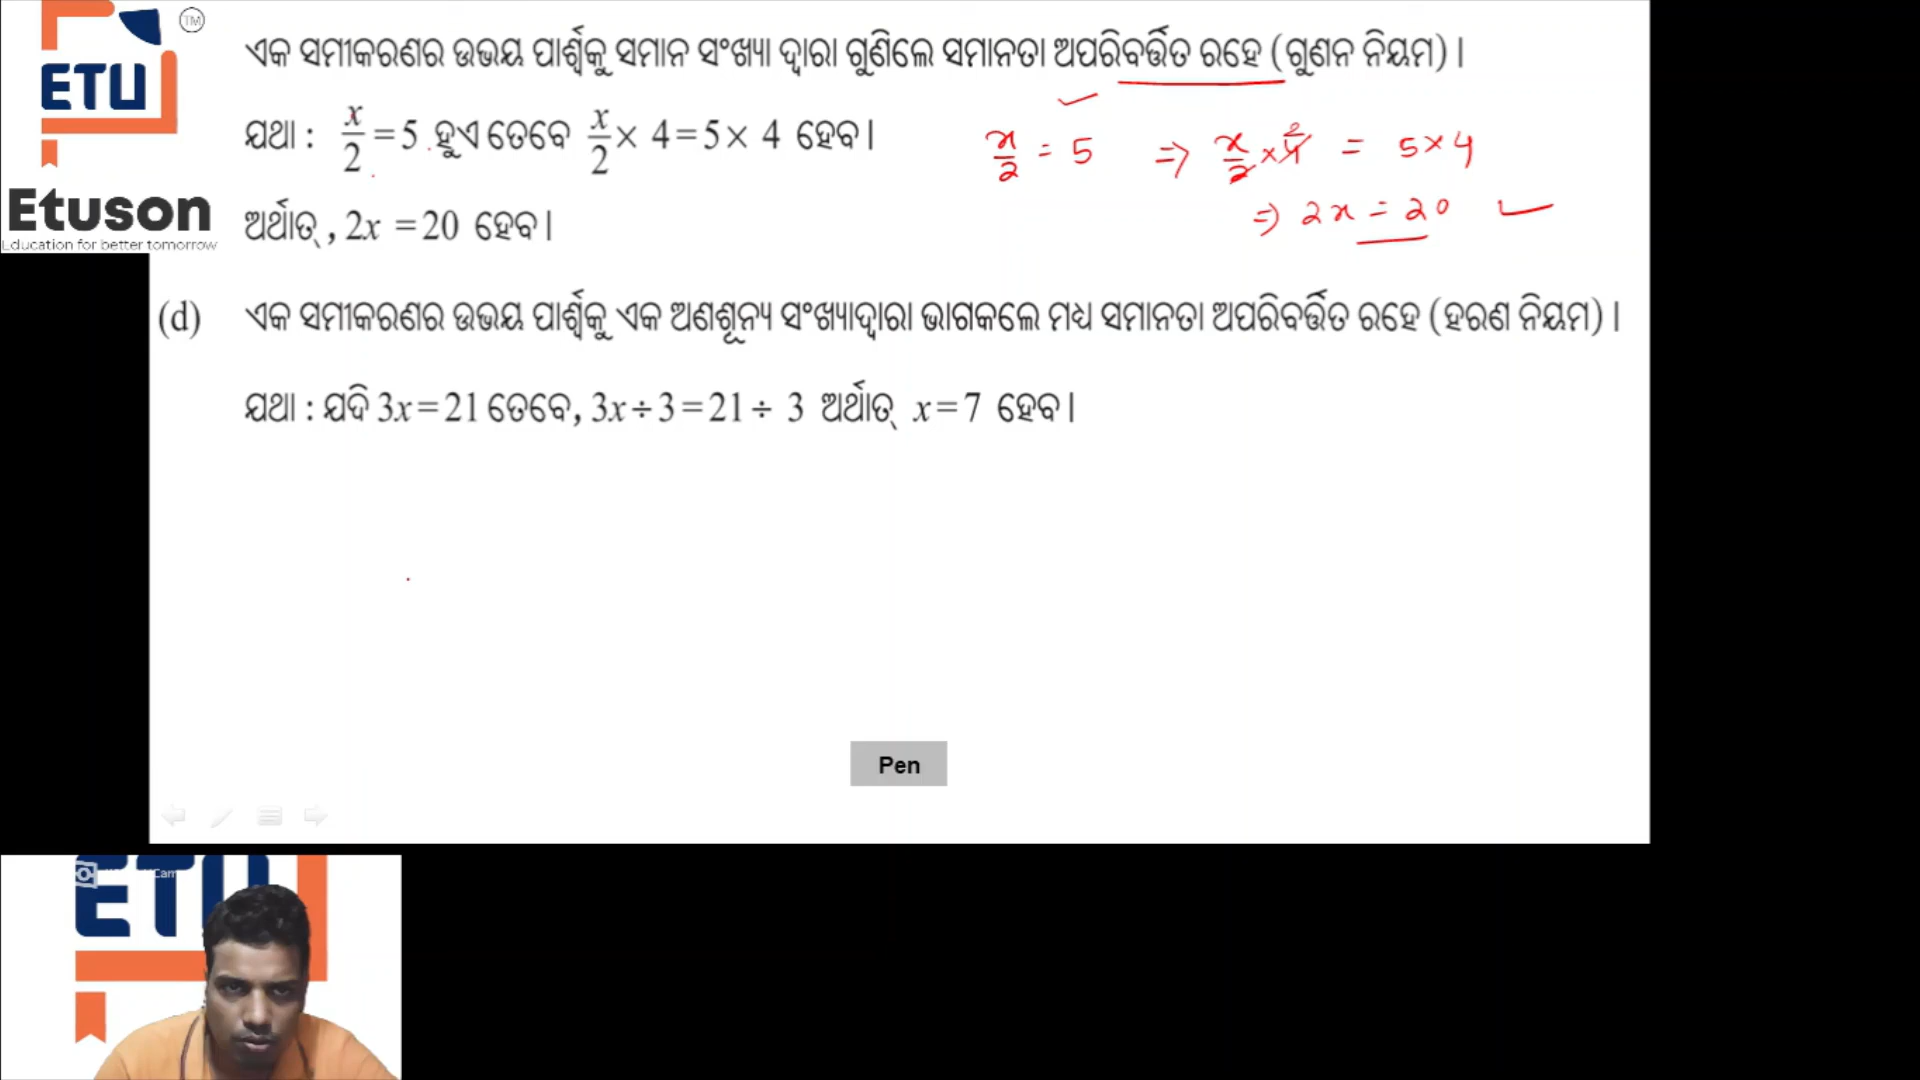 ETU
TM
Etuson
Education for better tomorrow
ଏକ ସମୀକରଣର ଉଭୟ ପାର୍ଶ୍ୱକୁ ସମାନ ସଂଖ୍ୟା ଦ୍ୱାରା ଗୁଣିଲେ ସମାନତା ଅପରିବର୍ତ୍ତିତ ରହେ (ଗୁଣନ ନିୟମ) ।
ଯଥା : x/2 = 5 ହୁଏ ତେବେ x/2 × 4 = 5 × 4 ହେବ ।
x/2 = 5 ⇒ x/2 × 4 2 = 5 × 4
⇒ 2x = 20
ଅର୍ଥାତ୍, 2x = 20 ହେବ ।
(d) ଏକ ସମୀକରଣର ଉଭୟ ପାର୍ଶ୍ୱକୁ ଏକ ଅଣଶୂନ୍ୟ ସଂଖ୍ୟାଦ୍ୱାରା ଭାଗକଲେ ମଧ୍ୟ ସମାନତା ଅପରିବର୍ତ୍ତିତ ରହେ (ହରଣ ନିୟମ) ।
ଯଥା : ଯଦି 3x = 21 ତେବେ, 3x ÷ 3 = 21 ÷ 3 ଅର୍ଥାତ୍ x = 7 ହେବ ।
Pen
ETU